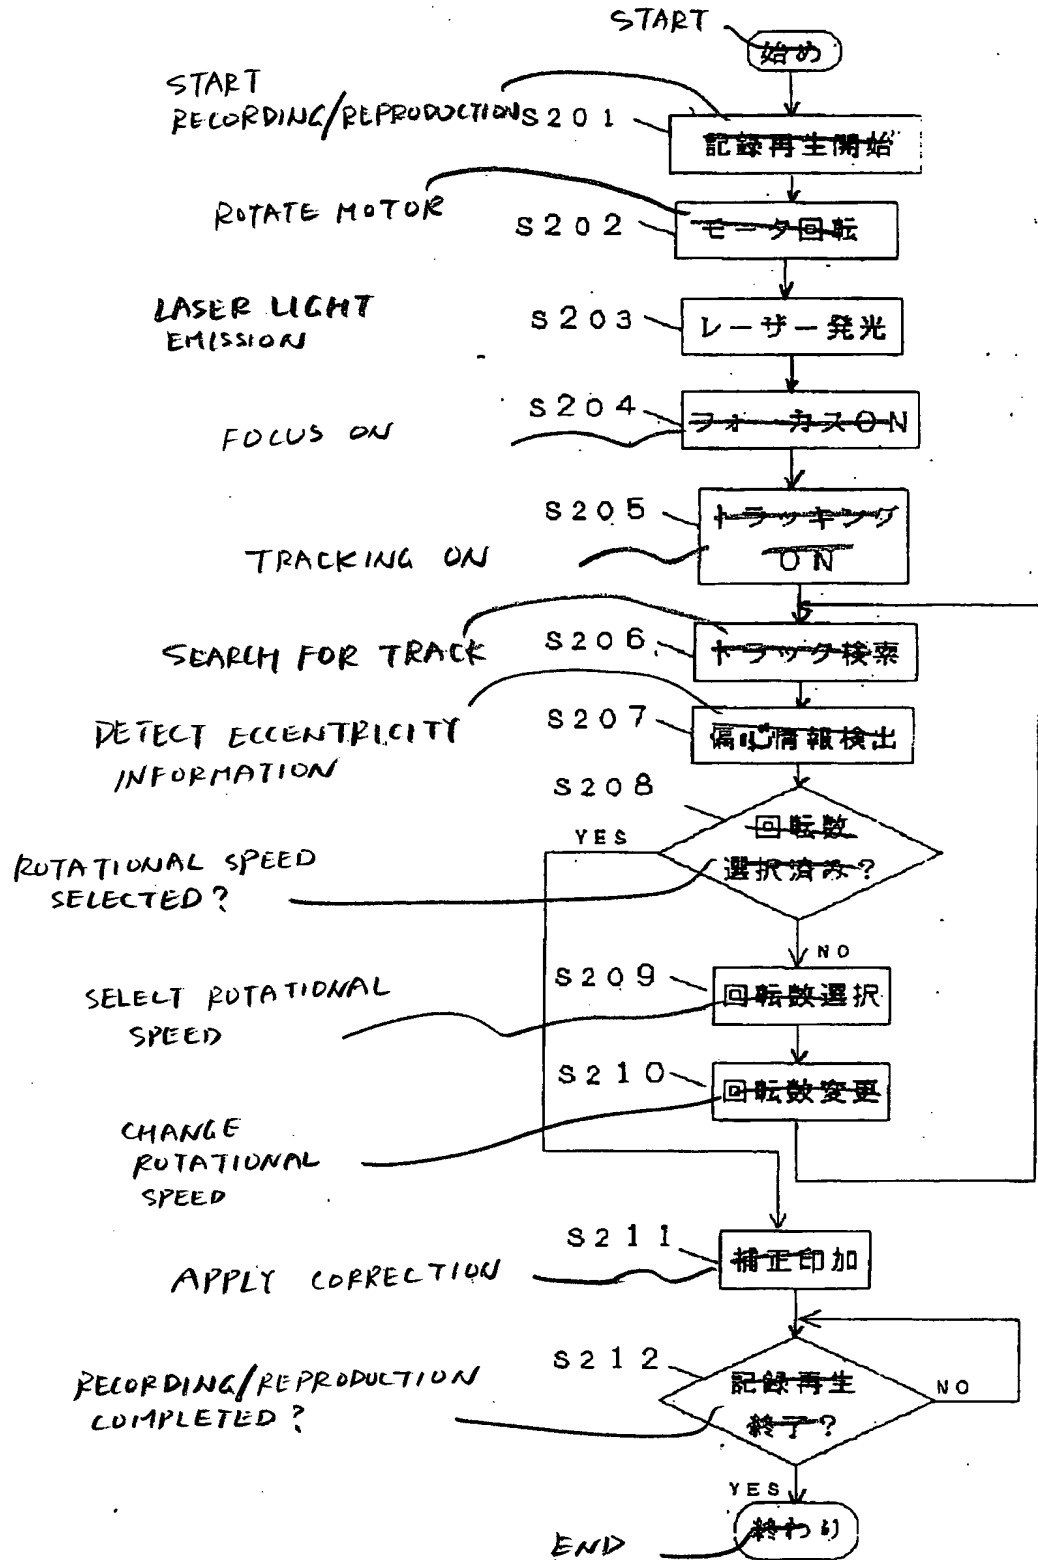 START
始め
START
RECORDING/REPRODUCTION
S201
記録再生開始
ROTATE MOTOR
S202
モータ回転
LASER LIGHT
EMISSION
S203
レーザー発光
FOCUS ON
S204
フォーカスON
TRACKING ON
S205
トラッキング
ON
SEARCH FOR TRACK
S206
トラック検索
DETECT ECCENTRICITY
INFORMATION
S207
偏心情報検出
ROTATIONAL SPEED
SELECTED?
S208
回転数
選択済み?
YES
NO
SELECT ROTATIONAL
SPEED
S209
回転数選択
CHANGE
ROTATIONAL
SPEED
S210
回転数変更
APPLY CORRECTION
S211
補正印加
RECORDING/REPRODUCTION
COMPLETED?
S212
記録再生
終了?
NO
YES
END
終わり